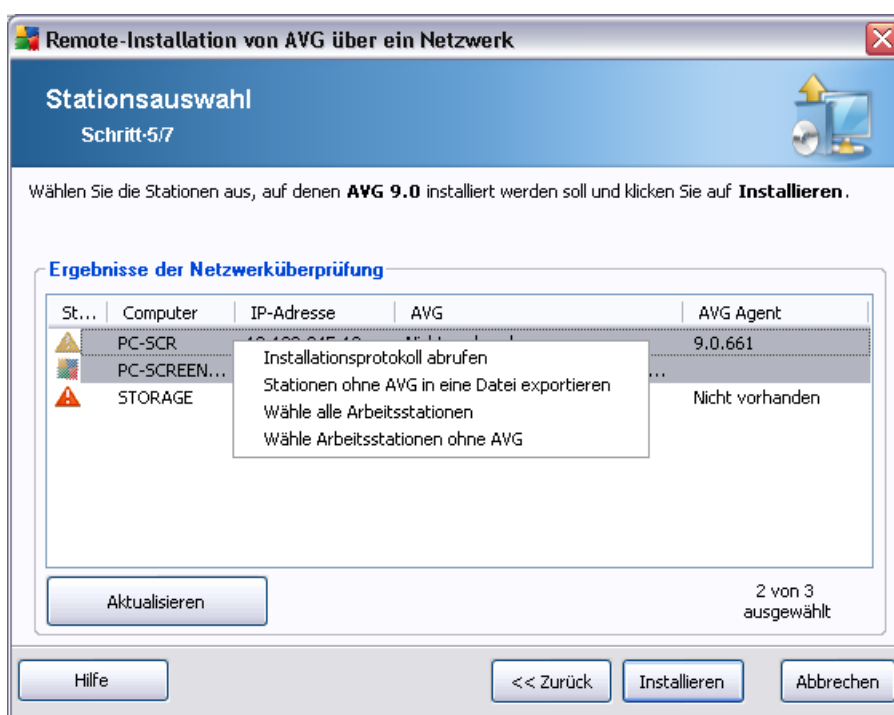 Remote-Installation von AVG über ein Netzwerk
Stationsauswahl
Schritt-5/7
Wählen Sie die Stationen aus, auf denen AVG 9.0 installiert werden soll und klicken Sie auf Installieren.
Ergebnisse der Netzwerküberprüfung
St... Computer IP-Adresse AVG AVG Agent
PC-SCR 9.0.661
PC-SCREEN... ...
STORAGE Nicht vorhanden
Installationsprotokoll abrufen
Stationen ohne AVG in eine Datei exportieren
Wähle alle Arbeitsstationen
Wähle Arbeitsstationen ohne AVG
Aktualisieren
2 von 3
ausgewählt
Hilfe
<< Zurück
Installieren
Abbrechen